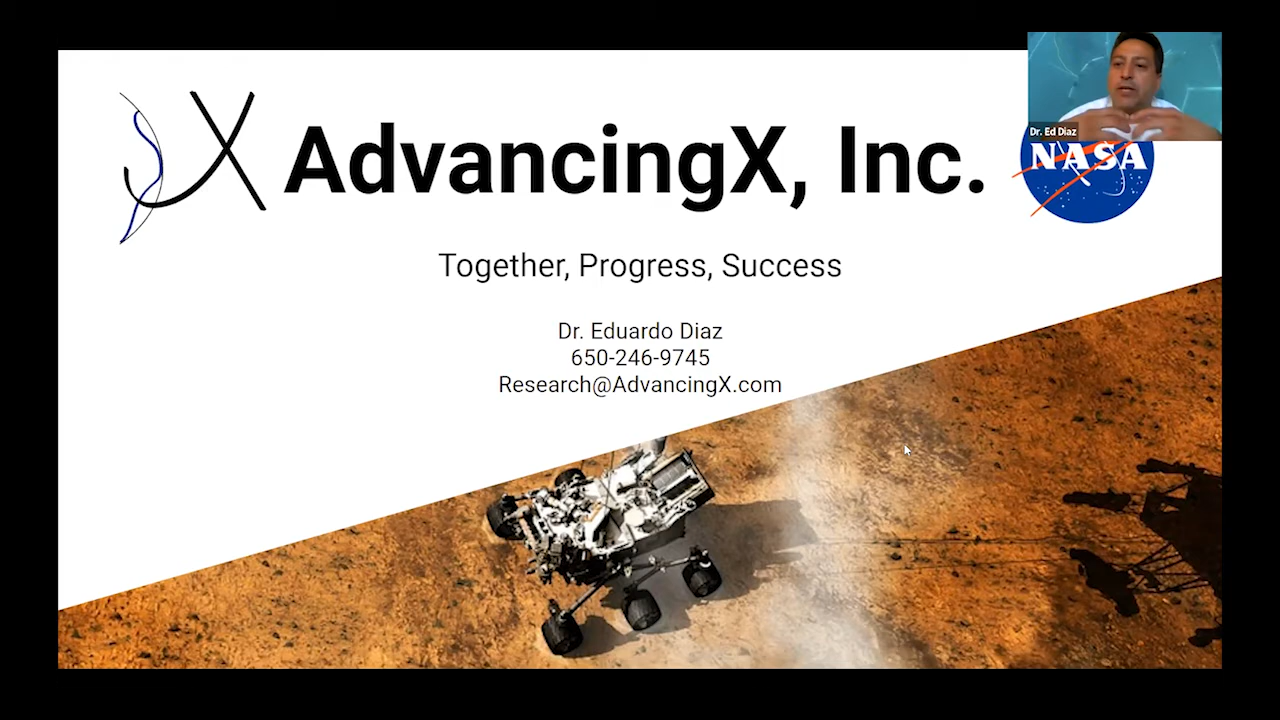 X AdvancingX, Inc.
Dr. Ed Diaz
NASA
Together, Progress, Success
Dr. Eduardo Diaz
650-246-9745
Research@AdvancingX.com